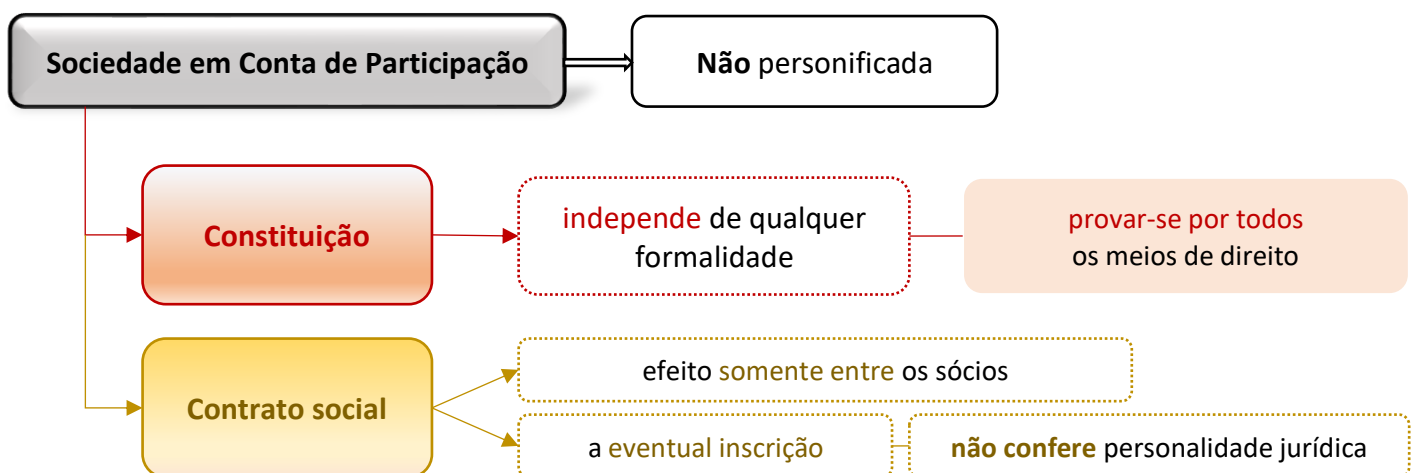 Sociedade em Conta de Participação
Não personificada
Constituição
independe de qualquer
formalidade
provar-se por todos
os meios de direito
Contrato social
efeito somente entre os sócios
a eventual inscrição
não confere personalidade jurídica